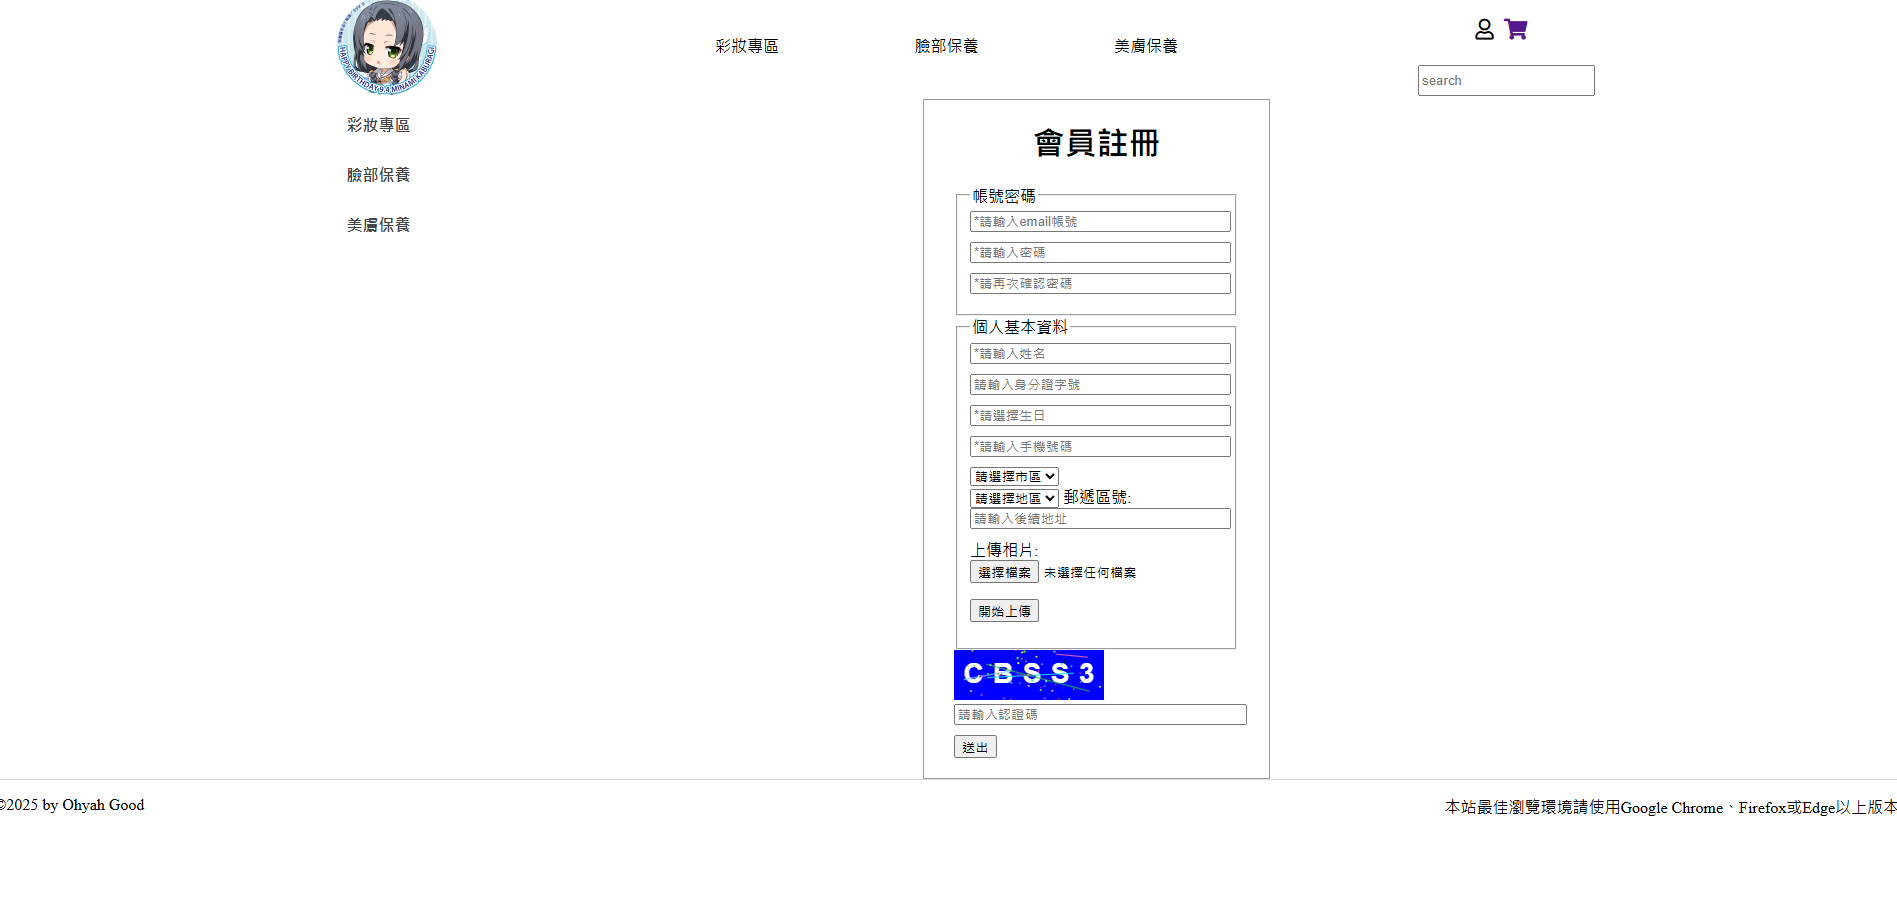 HAPPY BIRTHDAY 9.4 MINAMI KABURAGI
彩妝專區
臉部保養
美膚保養
search
彩妝專區
臉部保養
美膚保養
會員註冊
帳號密碼
*請輸入email帳號
*請輸入密碼
*請再次確認密碼
個人基本資料
*請輸入姓名
請輸入身分證字號
*請選擇生日
*請輸入手機號碼
請選擇市區
請選擇地區 郵遞區號:
請輸入後續地址
上傳相片:
選擇檔案 未選擇任何檔案
開始上傳
CBSS3
請輸入認證碼
送出
©2025 by Ohyah Good
本站最佳瀏覽環境請使用Google Chrome、Firefox或Edge以上版本